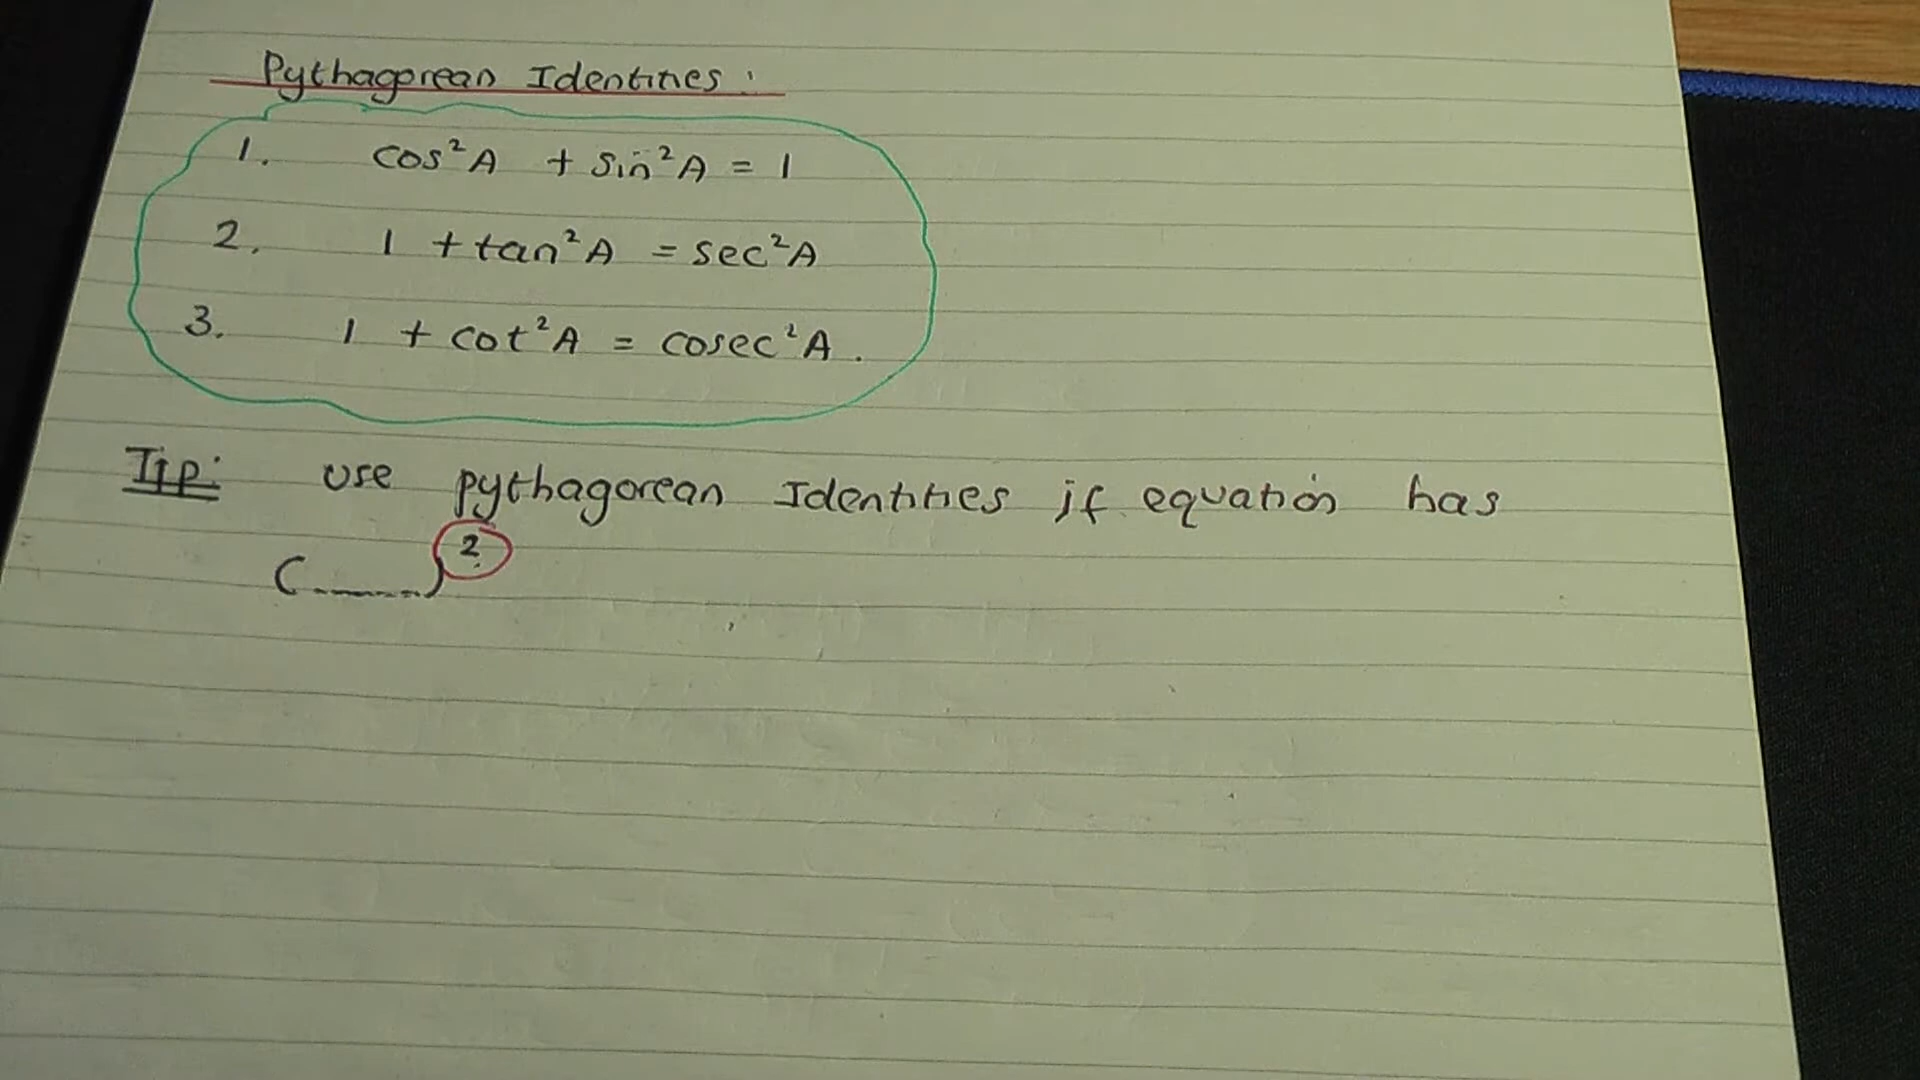 Pythagorean Identities :
1. cos²A + sin²A = 1
2. 1 + tan²A = sec²A
3. 1 + cot²A = cosec²A.
Tip: use pythagorean Identities if equation has
(.......)²